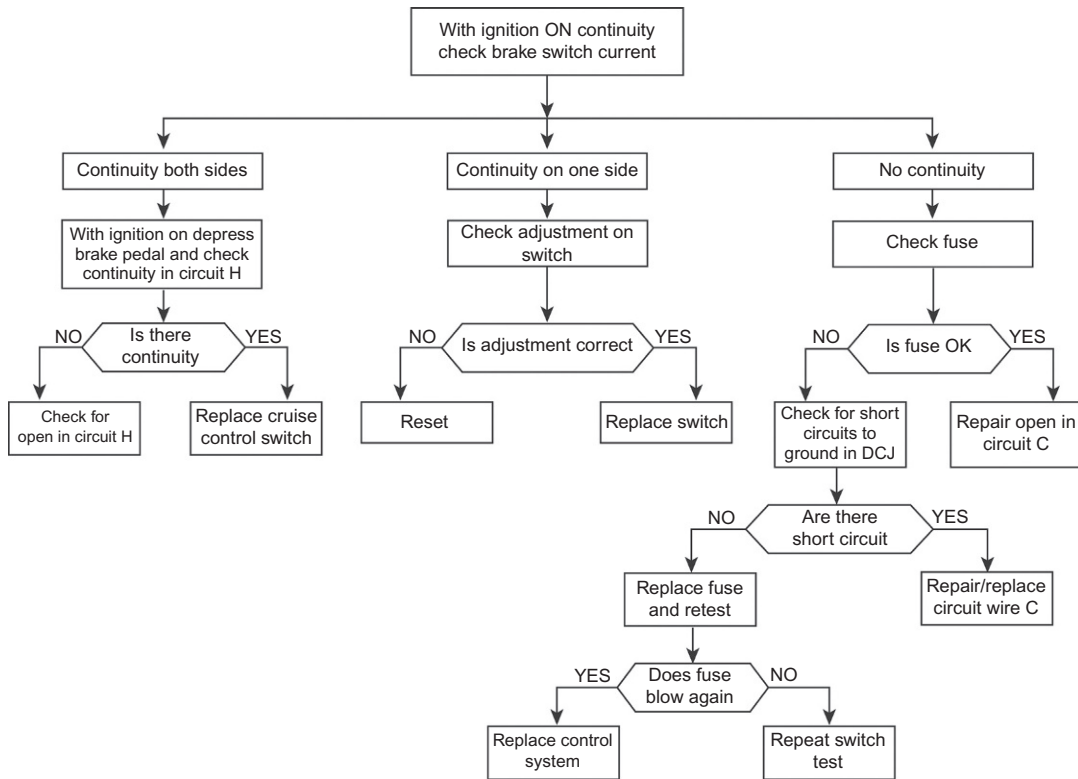 With ignition ON continuity
check brake switch current
Continuity both sides
Continuity on one side
No continuity
With ignition on depress
brake pedal and check
continuity in circuit H
Check adjustment on
switch
Check fuse
NO
Is there
continuity
YES
NO
Is adjustment correct
YES
NO
Is fuse OK
YES
Check for
open in circuit H
Replace cruise
control switch
Reset
Replace switch
Check for short
circuits to
ground in DCJ
Repair open in
circuit C
NO
Are there
short circuit
YES
Replace fuse
and retest
Repair/replace
circuit wire C
YES
Does fuse
blow again
NO
Replace control
system
Repeat switch
test